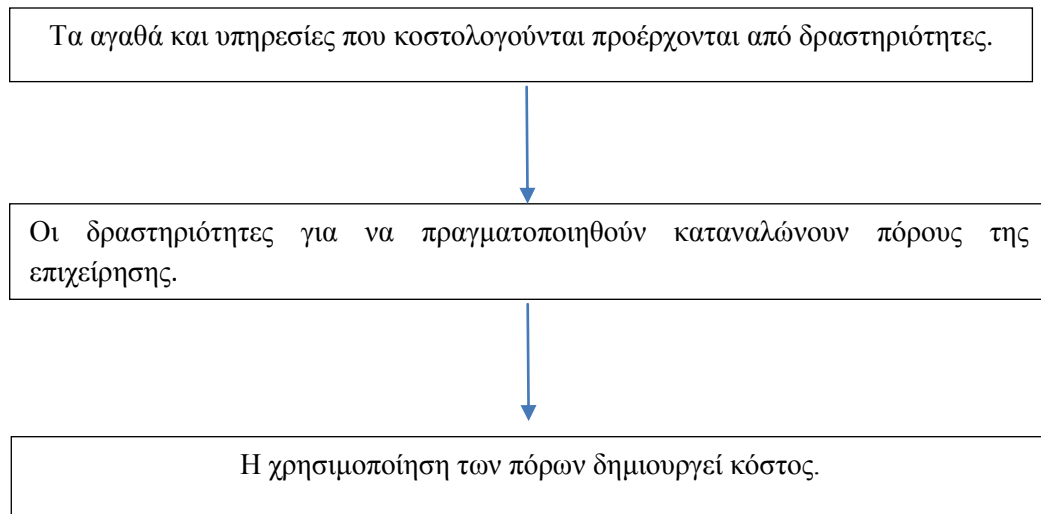 Τα αγαθά και υπηρεσίες που κοστολογούνται προέρχονται από δραστηριότητες.
Οι δραστηριότητες για να πραγματοποιηθούν καταναλώνουν πόρους της
επιχείρησης.
Η χρησιμοποίηση των πόρων δημιουργεί κόστος.